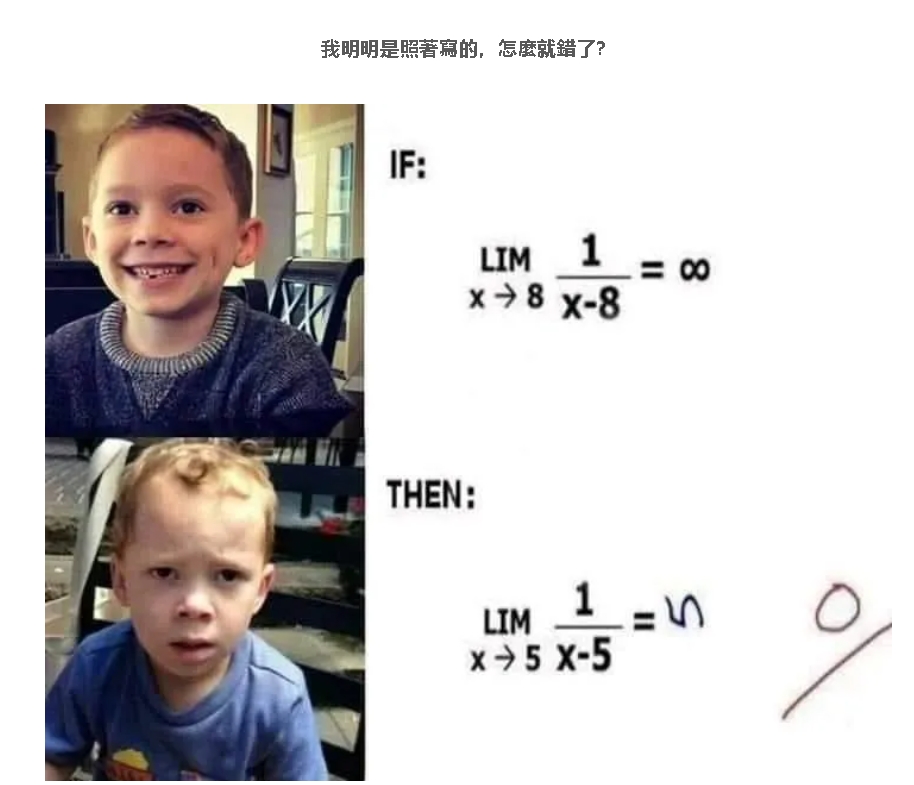 我明明是照著寫的，怎麼就錯了?
IF:
LIM x→8 1/x-8 = ∞
THEN:
LIM x→5 1/x-5 = ᔕ
0